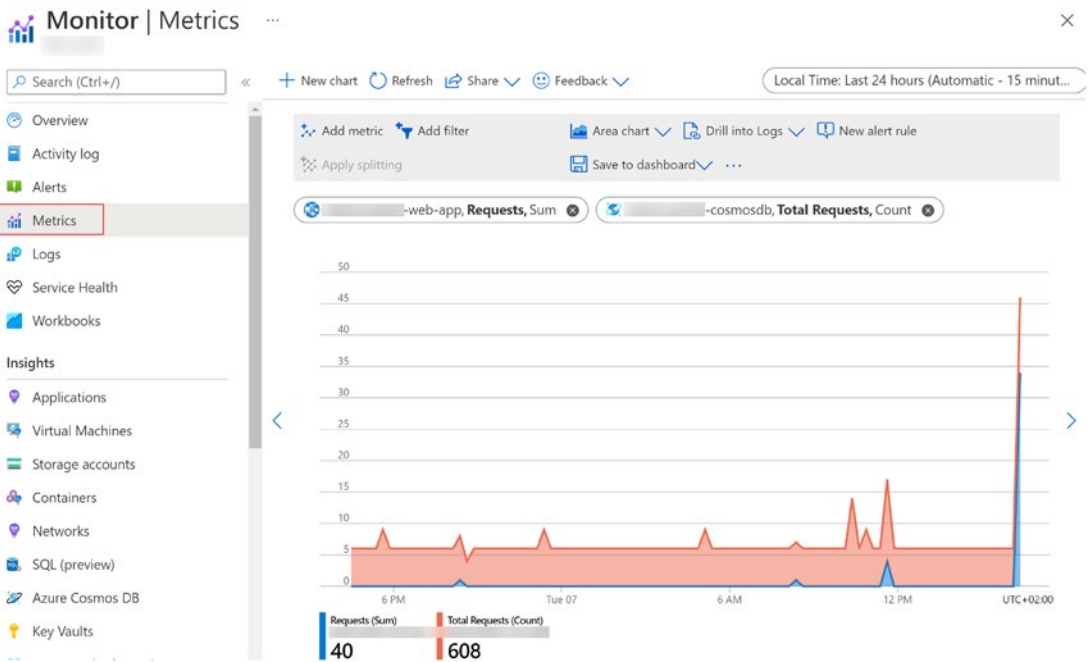 Monitor | Metrics ...
Search (Ctrl+/)
«
New chart Refresh Share Feedback
Local Time: Last 24 hours (Automatic - 15 minut...
Overview
Activity log
Alerts
Metrics
Logs
Service Health
Workbooks
Insights
Applications
Virtual Machines
Storage accounts
Containers
Networks
SQL (preview)
Azure Cosmos DB
Key Vaults
Add metric Add filter Area chart Drill into Logs New alert rule
Apply splitting Save to dashboard ...
-web-app, Requests, Sum
-cosmosdb, Total Requests, Count
50
45
40
35
30
25
20
15
10
5
0
6 PM Tue 07 6 AM 12 PM UTC+02:00
Requests (Sum) Total Requests (Count)
40 608